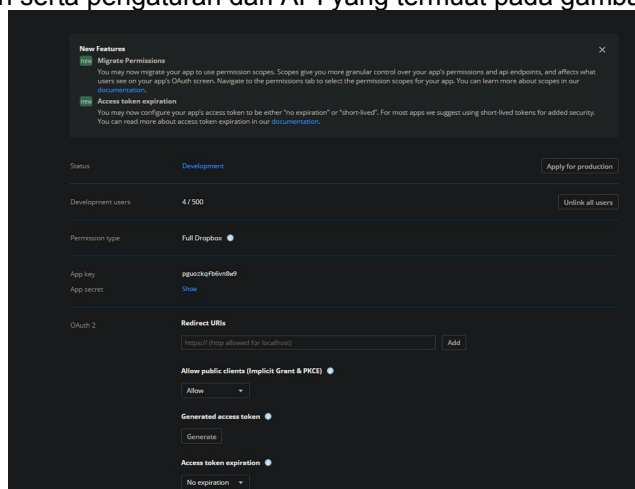 serta pengaturan dari API yang termuat pada
New Features
new Migrate Permissions
You may now migrate your app to use permission scopes. Scopes give you more granular control over your app's permissions and api endpoints, and affects what
users see on your app's OAuth screen. Navigate to the permissions tab to select the permission scopes for your app. You can learn more about scopes in our
documentation.
new Access token expiration
You may now configure your app's access token to be either "no expiration" or "short-lived". For most apps we suggest using short-lived tokens for added security.
You can read more about access token expiration in our documentation.
Status Development Apply for production
Development users 4 / 500 Unlink all users
Permission type Full Dropbox
App key pguozkqfb6vn8w9
App secret Show
OAuth 2 Redirect URIs
https:// (http allowed for localhost) Add
Allow public clients (Implicit Grant & PKCE)
Allow
Generated access token
Generate
Access token expiration
No expiration